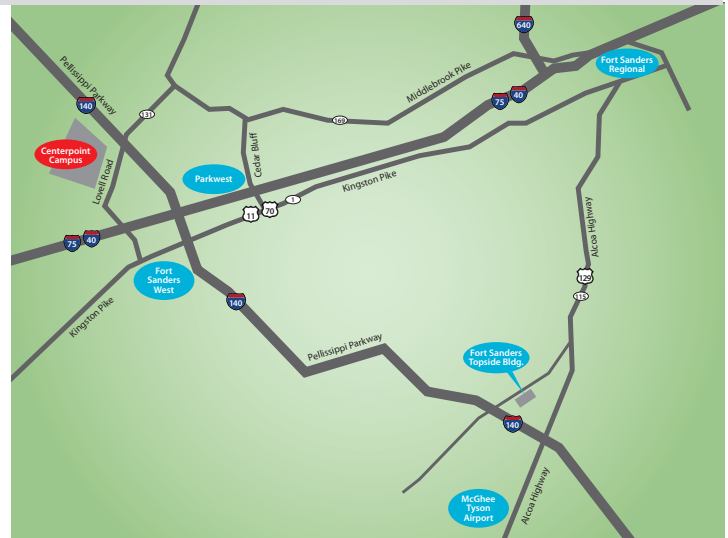 640
Fort Sanders
Regional
Pellissippi Parkway
Middlebrook Pike
140
75
40
131
169
Centerpoint
Campus
Cedar Bluff
Lovell Road
Parkwest
Kingston Pike
1
11
70
Alcoa Highway
75
40
Fort
Sanders
West
129
115
140
Kingston Pike
Pellissippi Parkway
Fort Sanders
Topside Bldg.
140
McGhee
Tyson
Airport
Alcoa Highway